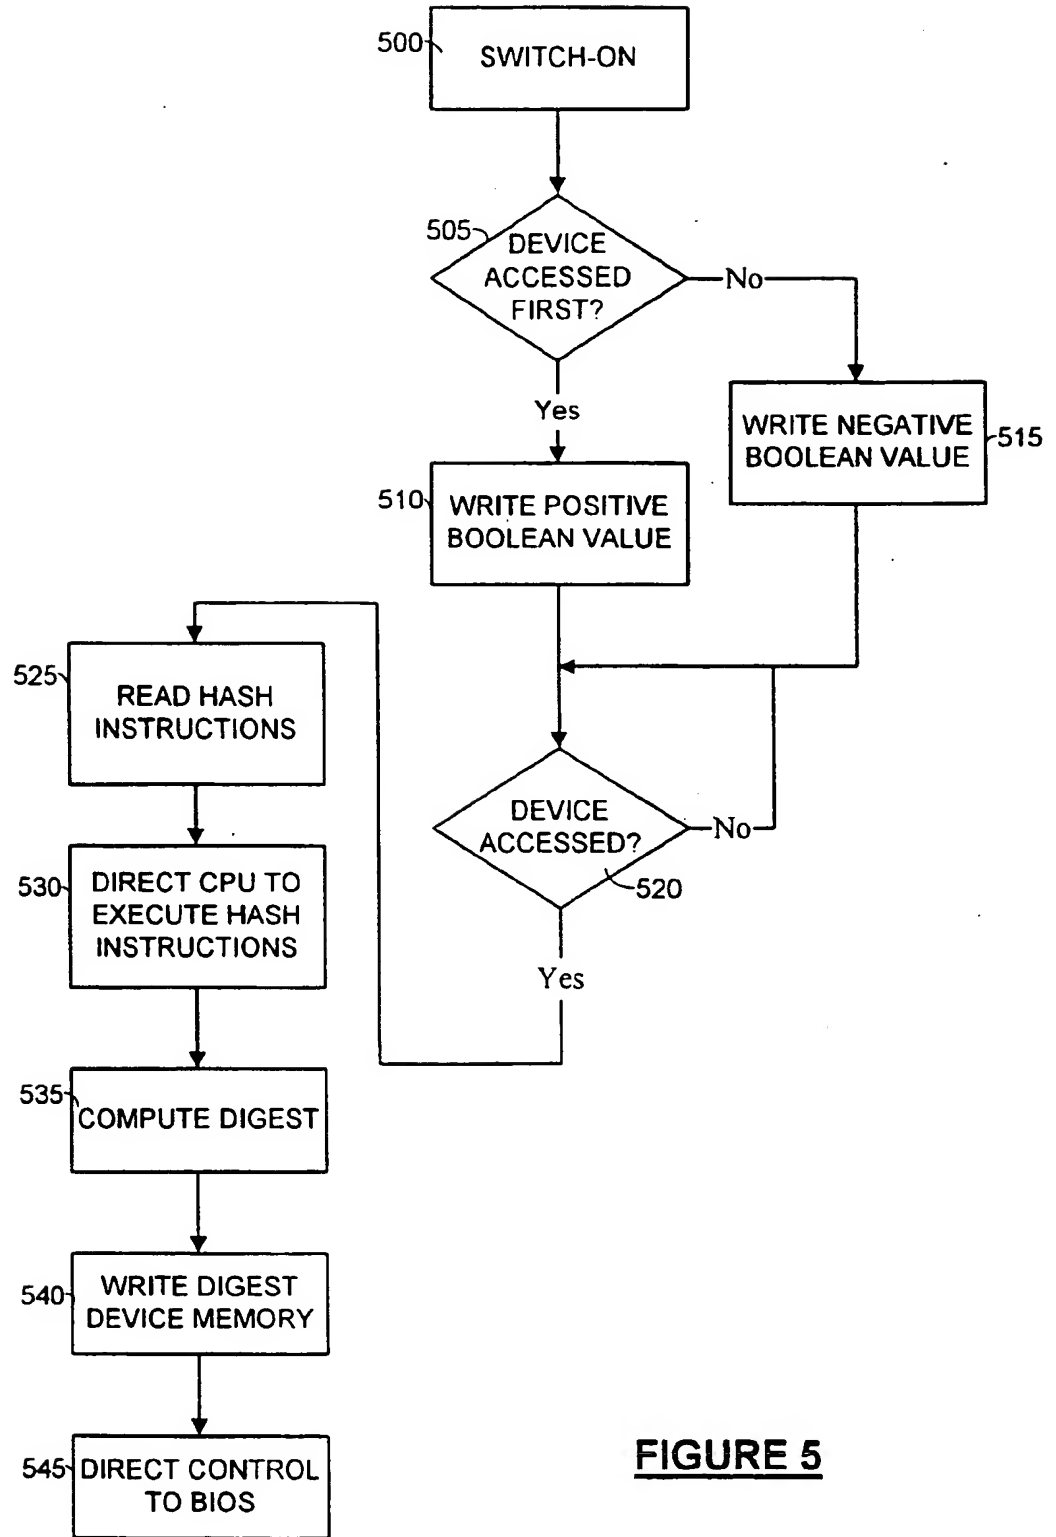 500
SWITCH-ON
505
DEVICE
ACCESSED
FIRST?
No
Yes
WRITE NEGATIVE
BOOLEAN VALUE
515
510
WRITE POSITIVE
BOOLEAN VALUE
525
READ HASH
INSTRUCTIONS
DEVICE
ACCESSED?
No
520
530
DIRECT CPU TO
EXECUTE HASH
INSTRUCTIONS
Yes
535
COMPUTE DIGEST
540
WRITE DIGEST
DEVICE MEMORY
545
DIRECT CONTROL
TO BIOS
FIGURE 5